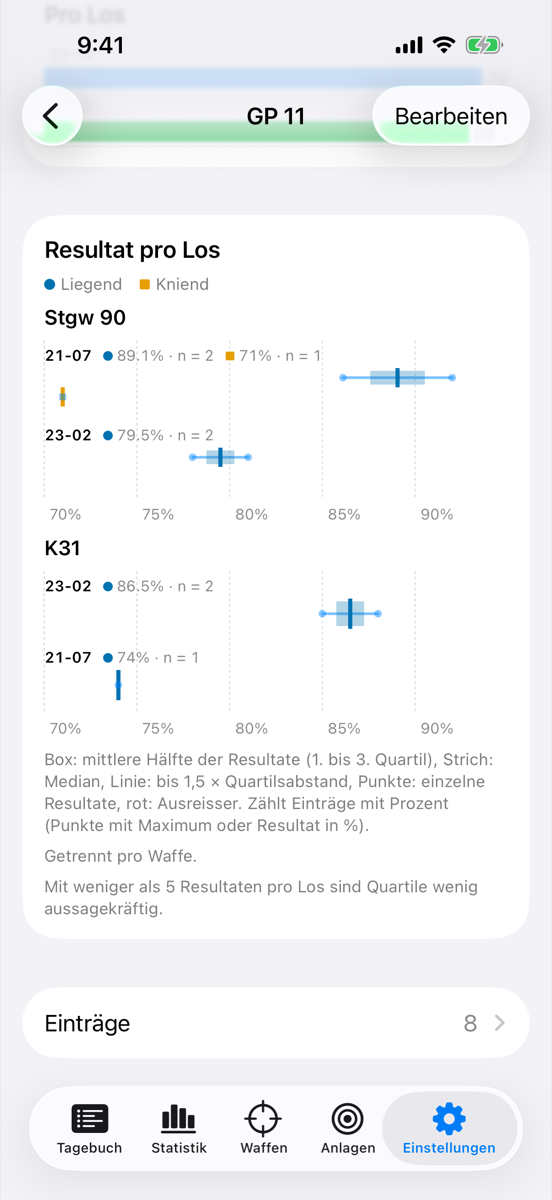 Pro Los
9:41
GP 11
Bearbeiten
Resultat pro Los
Liegend Kniend
Stgw 90
21-07 89.1% · n = 2 71% · n = 1
23-02 79.5% · n = 2
70% 75% 80% 85% 90%
K31
23-02 86.5% · n = 2
21-07 74% · n = 1
70% 75% 80% 85% 90%
Box: mittlere Hälfte der Resultate (1. bis 3. Quartil), Strich:
Median, Linie: bis 1,5 × Quartilsabstand, Punkte: einzelne
Resultate, rot: Ausreisser. Zählt Einträge mit Prozent
(Punkte mit Maximum oder Resultat in %).
Getrennt pro Waffe.
Mit weniger als 5 Resultaten pro Los sind Quartile wenig
aussagekräftig.
Einträge 8
Tagebuch Statistik Waffen Anlagen Einstellungen